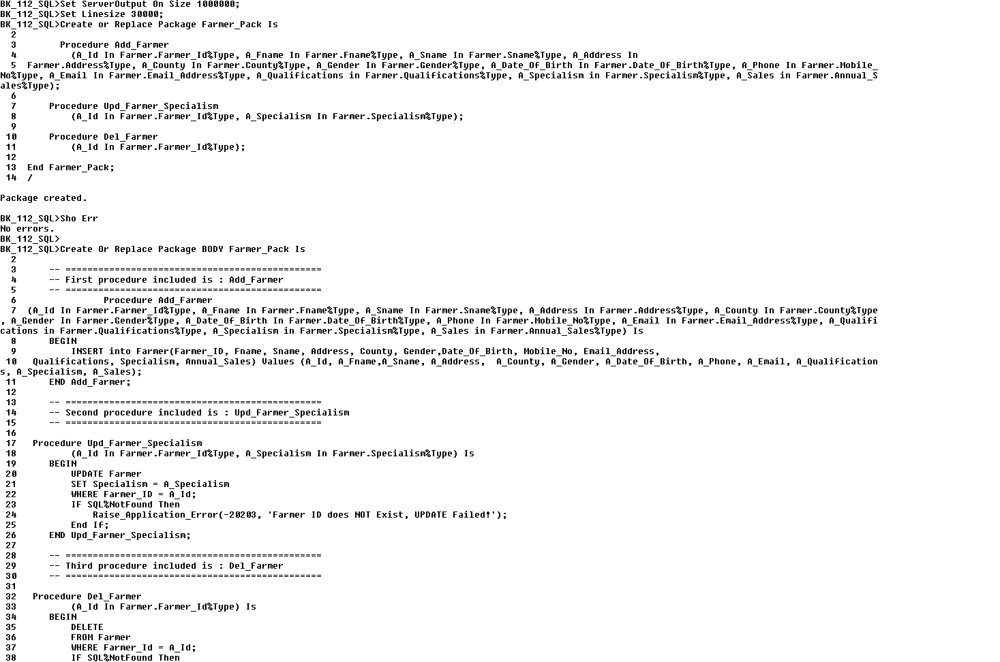 BK_112_SQL>Set ServerOutput On Size 1000000;
BK_112_SQL>Set Linesize 30000;
BK_112_SQL>Create or Replace Package Farmer_Pack Is
2
3 Procedure Add_Farmer
4 (A_Id In Farmer.Farmer_Id%Type, A_Fname In Farmer.Fname%Type, A_Sname In Farmer.Sname%Type, A_Address In
5 Farmer.Address%Type, A_County In Farmer.County%Type, A_Gender In Farmer.Gender%Type, A_Date_Of_Birth In Farmer.Date_Of_Birth%Type, A_Phone In Farmer.Mobile_
No%Type, A_Email In Farmer.Email_Address%Type, A_Qualifications in Farmer.Qualifications%Type, A_Specialism in Farmer.Specialism%Type, A_Sales in Farmer.Annual_S
ales%Type);
6
7 Procedure Upd_Farmer_Specialism
8 (A_Id In Farmer.Farmer_Id%Type, A_Specialism In Farmer.Specialism%Type);
9
10 Procedure Del_Farmer
11 (A_Id In Farmer.Farmer_Id%Type);
12
13 End Farmer_Pack;
14 /
Package created.
BK_112_SQL>Sho Err
No errors.
BK_112_SQL>
BK_112_SQL>Create Or Replace Package BODY Farmer_Pack Is
2
3 -- ===============================================
4 -- First procedure included is : Add_Farmer
5 -- ===============================================
6 Procedure Add_Farmer
7 (A_Id In Farmer.Farmer_Id%Type, A_Fname In Farmer.Fname%Type, A_Sname In Farmer.Sname%Type, A_Address In Farmer.Address%Type, A_County In Farmer.County%Type
, A_Gender In Farmer.Gender%Type, A_Date_Of_Birth In Farmer.Date_Of_Birth%Type, A_Phone In Farmer.Mobile_No%Type, A_Email In Farmer.Email_Address%Type, A_Qualifi
cations in Farmer.Qualifications%Type, A_Specialism in Farmer.Specialism%Type, A_Sales in Farmer.Annual_Sales%Type) Is
8 BEGIN
9 INSERT into Farmer(Farmer_ID, Fname, Sname, Address, County, Gender,Date_Of_Birth, Mobile_No, Email_Address,
10 Qualifications, Specialism, Annual_Sales) Values (A_Id, A_Fname,A_Sname, A_Address, A_County, A_Gender, A_Date_Of_Birth, A_Phone, A_Email, A_Qualification
s, A_Specialism, A_Sales);
11 END Add_Farmer;
12
13 -- ===============================================
14 -- Second procedure included is : Upd_Farmer_Specialism
15 -- ===============================================
16
17 Procedure Upd_Farmer_Specialism
18 (A_Id In Farmer.Farmer_Id%Type, A_Specialism In Farmer.Specialism%Type) Is
19 BEGIN
20 UPDATE Farmer
21 SET Specialism = A_Specialism
22 WHERE Farmer_ID = A_Id;
23 IF SQL%NotFound Then
24 Raise_Application_Error(-20203, 'Farmer ID does NOT Exist, UPDATE Failed!');
25 End If;
26 END Upd_Farmer_Specialism;
27
28 -- ===============================================
29 -- Third procedure included is : Del_Farmer
30 -- ===============================================
31
32 Procedure Del_Farmer
33 (A_Id In Farmer.Farmer_Id%Type) Is
34 BEGIN
35 DELETE
36 FROM Farmer
37 WHERE Farmer_Id = A_Id;
38 IF SQL%NotFound Then